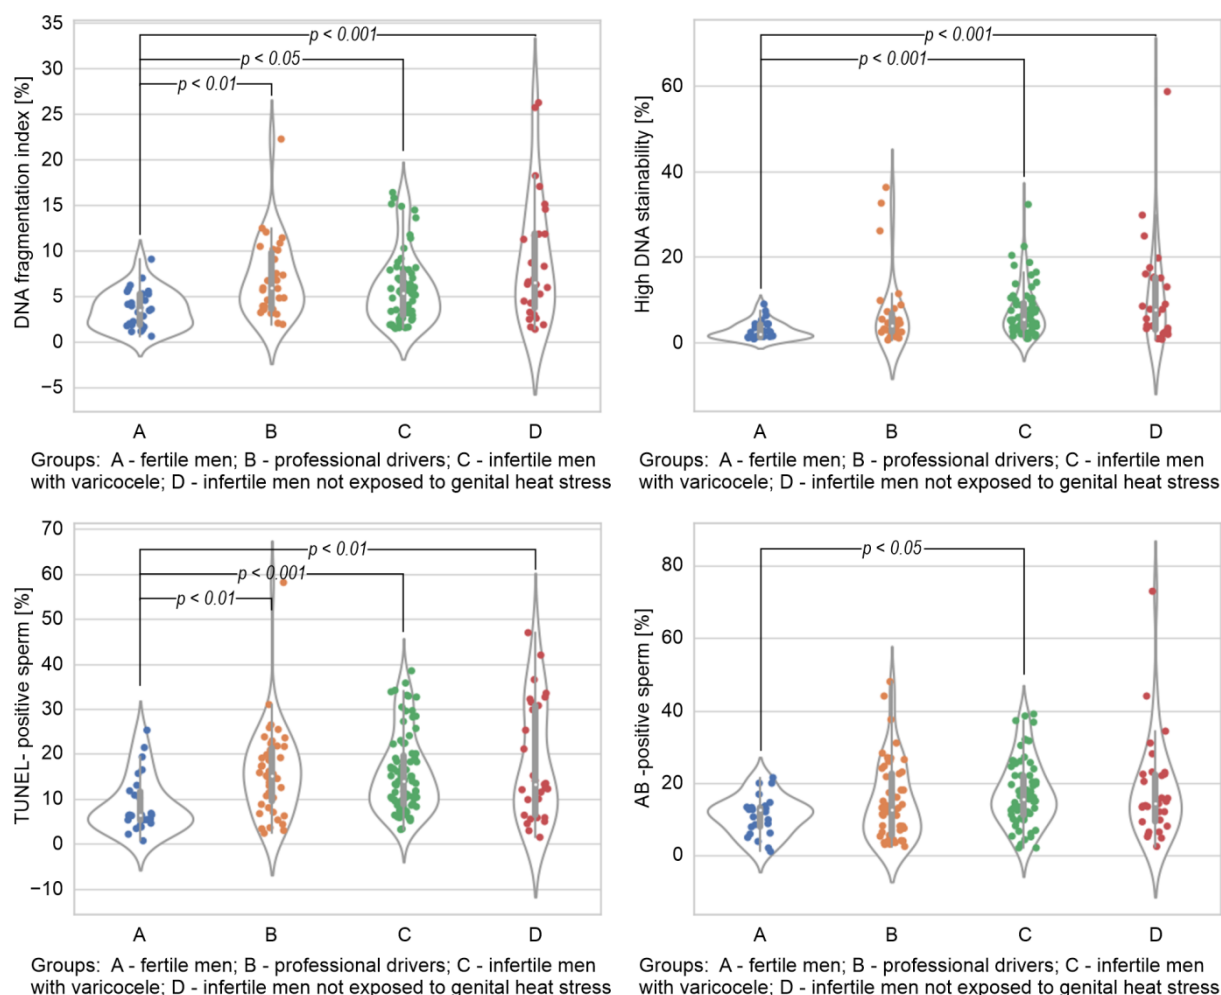 35
30
25
20
15
10
5
0
−5
DNA fragmentation index [%]
p < 0.001
p < 0.05
p < 0.01
A B C D
Groups: A - fertile men; B - professional drivers; C - infertile men
with varicocele; D - infertile men not exposed to genital heat stress
60
40
20
0
High DNA stainability [%]
p < 0.001
p < 0.001
A B C D
Groups: A - fertile men; B - professional drivers; C - infertile men
with varicocele; D - infertile men not exposed to genital heat stress
70
60
50
40
30
20
10
0
−10
TUNEL- positive sperm [%]
p < 0.01
p < 0.001
p < 0.01
A B C D
Groups: A - fertile men; B - professional drivers; C - infertile men
with varicocele; D - infertile men not exposed to genital heat stress
80
60
40
20
0
AB -positive sperm [%]
p < 0.05
A B C D
Groups: A - fertile men; B - professional drivers; C - infertile men
with varicocele; D - infertile men not exposed to genital heat stress